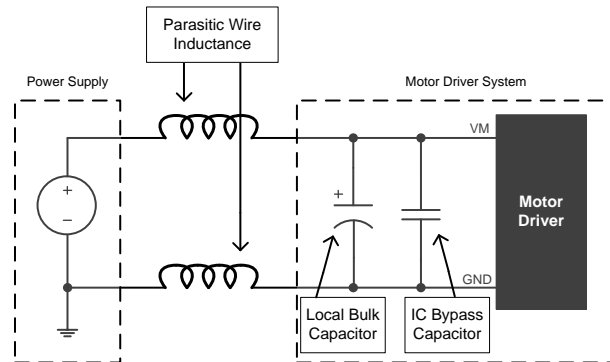 Parasitic Wire
Inductance
Power Supply
Motor Driver System
VM
+
–
+
Motor
Driver
GND
Local Bulk
Capacitor
IC Bypass
Capacitor